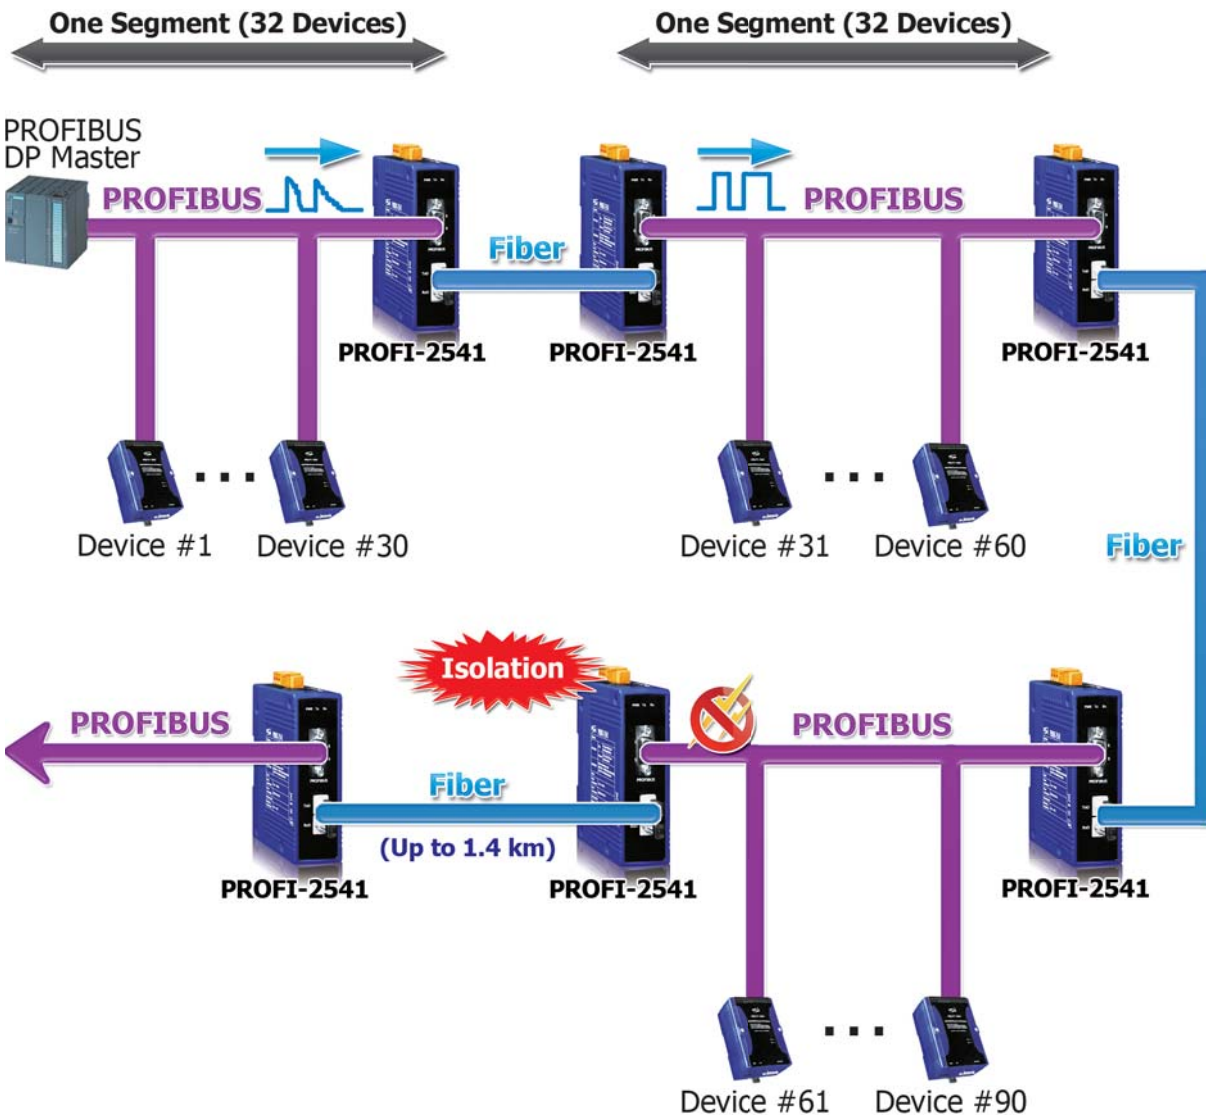 One Segment (32 Devices)
One Segment (32 Devices)
PROFIBUS
DP Master
PROFIBUS
PROFIBUS
Fiber
PROFI-2541
PROFI-2541
PROFI-2541
Device #1
Device #30
Device #31
Device #60
Fiber
Isolation
PROFIBUS
PROFIBUS
Fiber
(Up to 1.4 km)
PROFI-2541
PROFI-2541
PROFI-2541
Device #61
Device #90